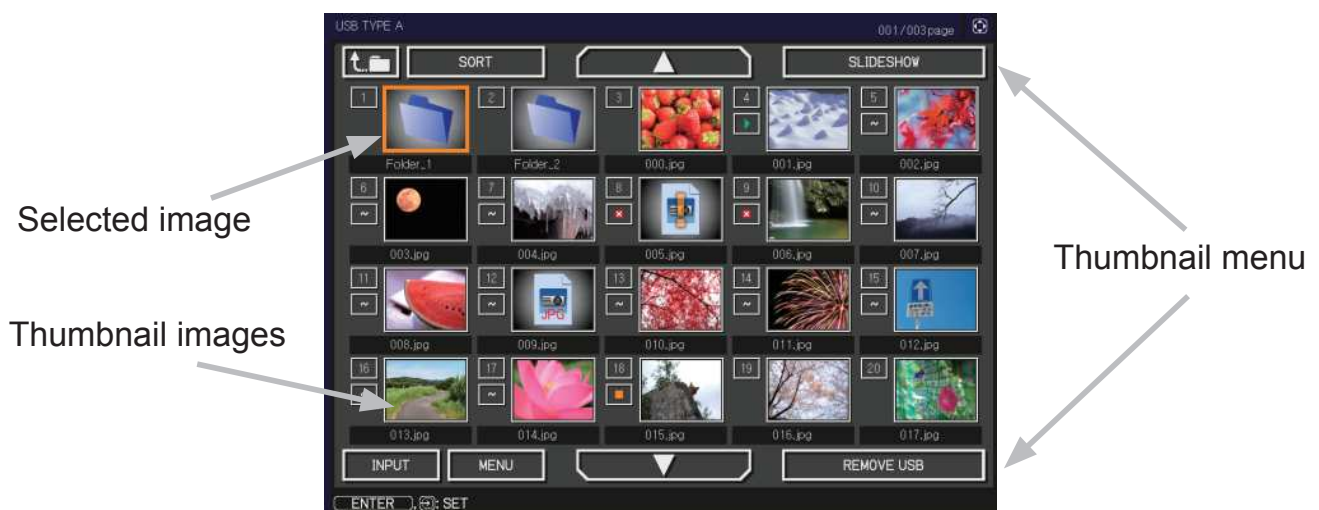 USB TYPE A 001/003page
SORT SLIDESHOW
1 2 3 4 5
~
Folder_1 Folder_2 000.jpg 001.jpg 002.jpg
6 7 8 9 10
~ ~ ~
003.jpg 004.jpg 005.jpg 006.jpg 007.jpg
Selected image
Thumbnail menu
11 12 13 14 15
~ ~ ~ ~ ~
JPG
008.jpg 009.jpg 010.jpg 011.jpg 012.jpg
Thumbnail images
16 17 18 19 20
~
013.jpg 014.jpg 015.jpg 016.jpg 017.jpg
INPUT MENU REMOVE USB
ENTER , : SET